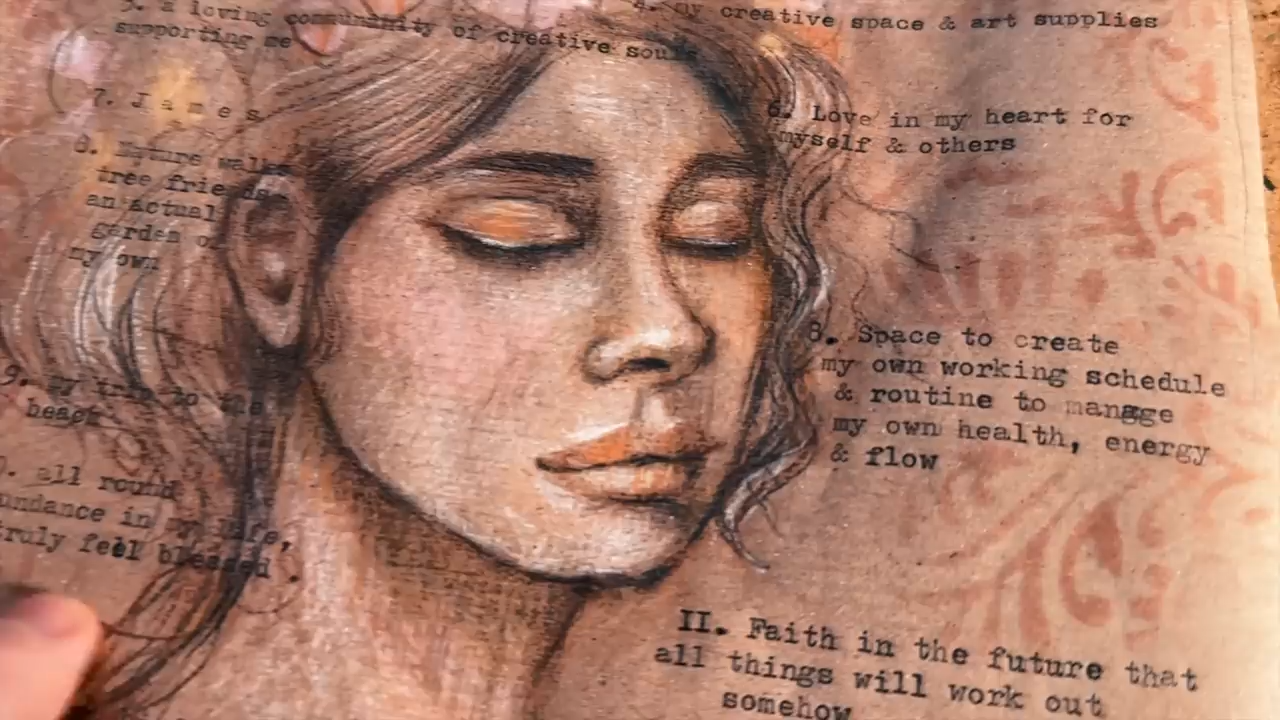 5. a loving community of creative souls
supporting me
4. my creative space & art supplies
7. James
6. Love in my heart for
myself & others
8. Nature walks
tree friends
an actual
garden of
my own
8. Space to create
my own working schedule
& routine to manage
my own health, energy
& flow
9. my trip to the
beach
0. all round
undance in my life,
truly feel blessed.
II. Faith in the future that
all things will work out
somehow